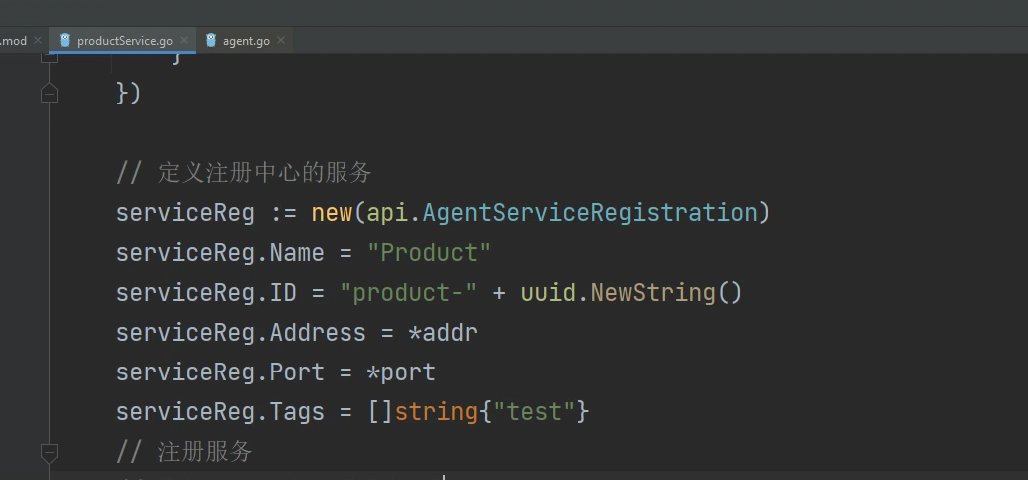 .mod productService.go agent.go
}
})
// 定义注册中心的服务
serviceReg := new(api.AgentServiceRegistration)
serviceReg.Name = "Product"
serviceReg.ID = "product-" + uuid.NewString()
serviceReg.Address = *addr
serviceReg.Port = *port
serviceReg.Tags = []string{"test"}
// 注册服务